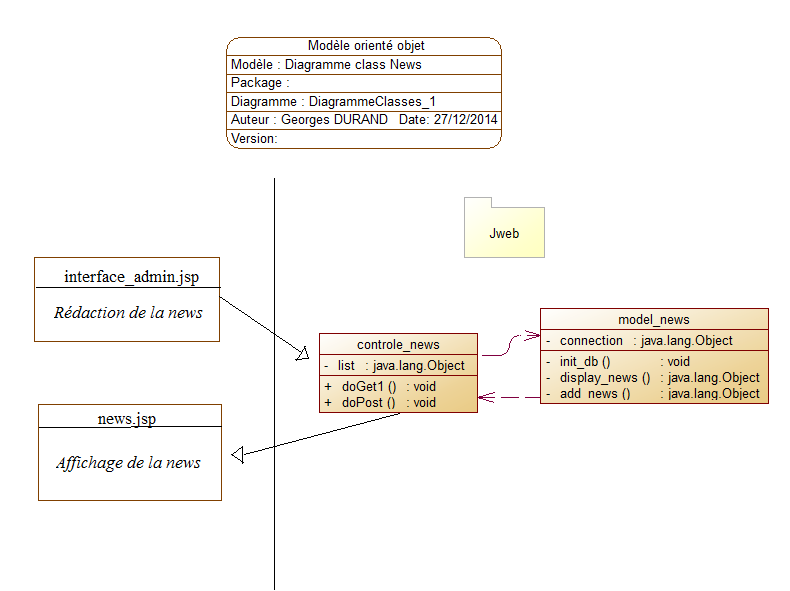 Modèle orienté objet
Modèle : Diagramme class News
Package :
Diagramme : DiagrammeClasses_1
Auteur : Georges DURAND Date: 27/12/2014
Version:
Jweb
interface_admin.jsp
Rédaction de la news
controle_news
- list : java.lang.Object
+ doGet1 () : void
+ doPost () : void
model_news
- connection : java.lang.Object
- init_db () : void
- display_news () : java.lang.Object
- add_news () : java.lang.Object
news.jsp
Affichage de la news